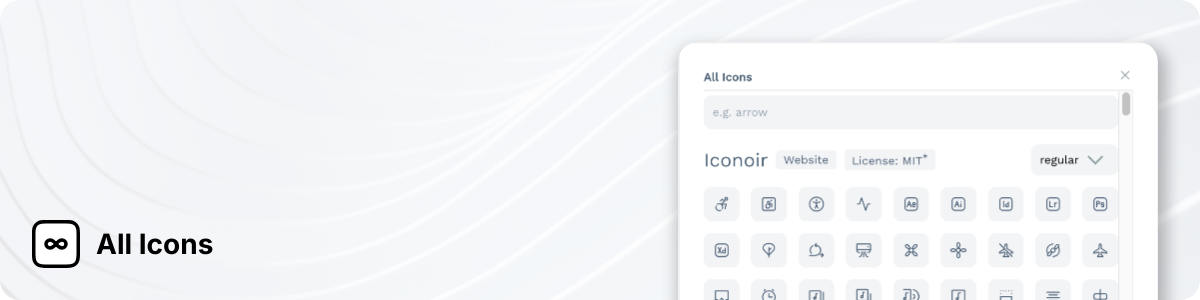 All Icons
e.g. arrow
Iconoir Website License: MIT* regular
Ae Ai Id Lr Ps
Xd
All Icons